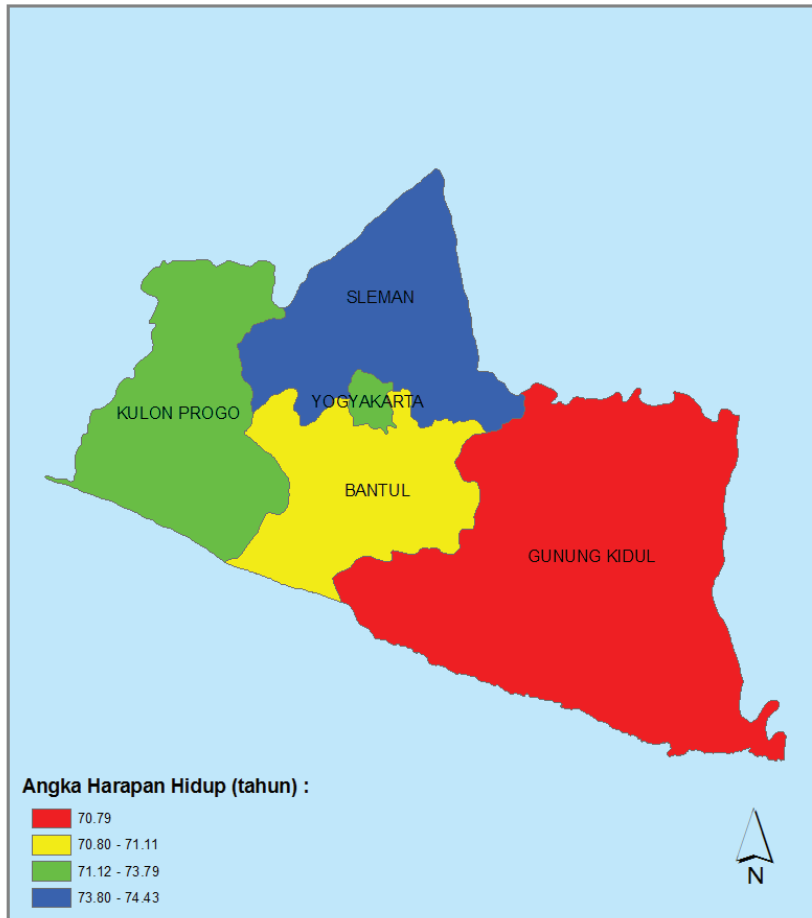 SLEMAN
YOGYAKARTA
KULON PROGO
BANTUL
GUNUNG KIDUL
Angka Harapan Hidup (tahun) :
70.79
70.80 - 71.11
71.12 - 73.79
73.80 - 74.43
N